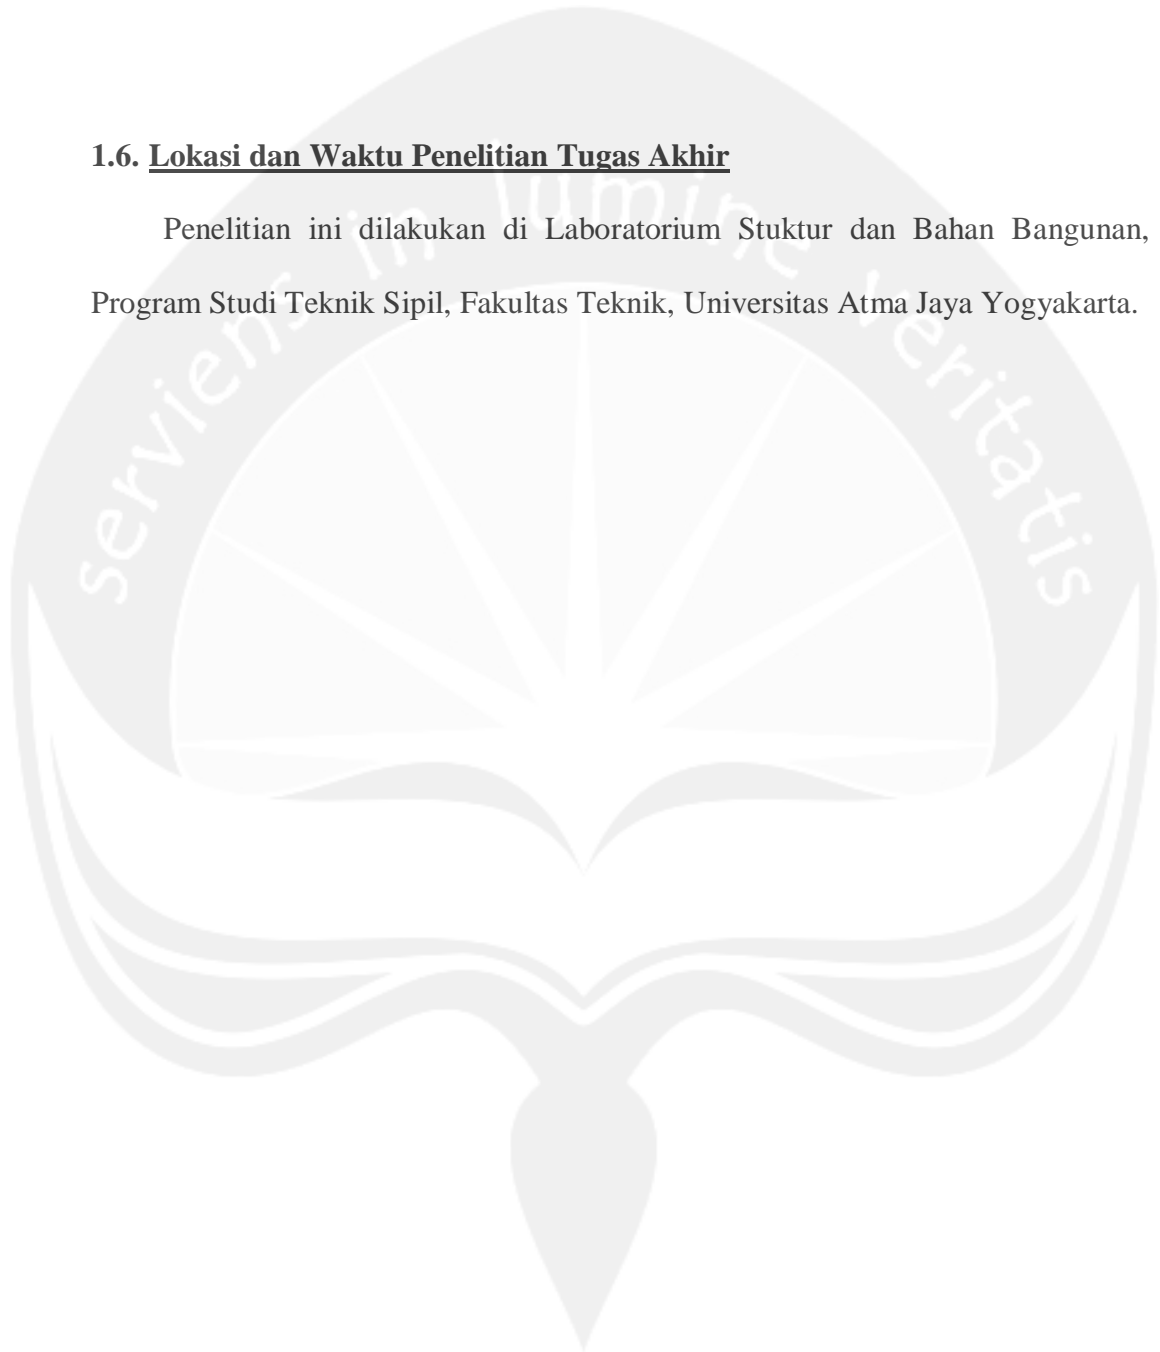 1.6. Lokasi dan Waktu Penelitian Tugas Akhir
Penelitian ini dilakukan di Laboratorium Stuktur dan Bahan Bangunan,
Program Studi Teknik Sipil, Fakultas Teknik, Universitas Atma Jaya Yogyakarta.
serviens in lumine veritatis